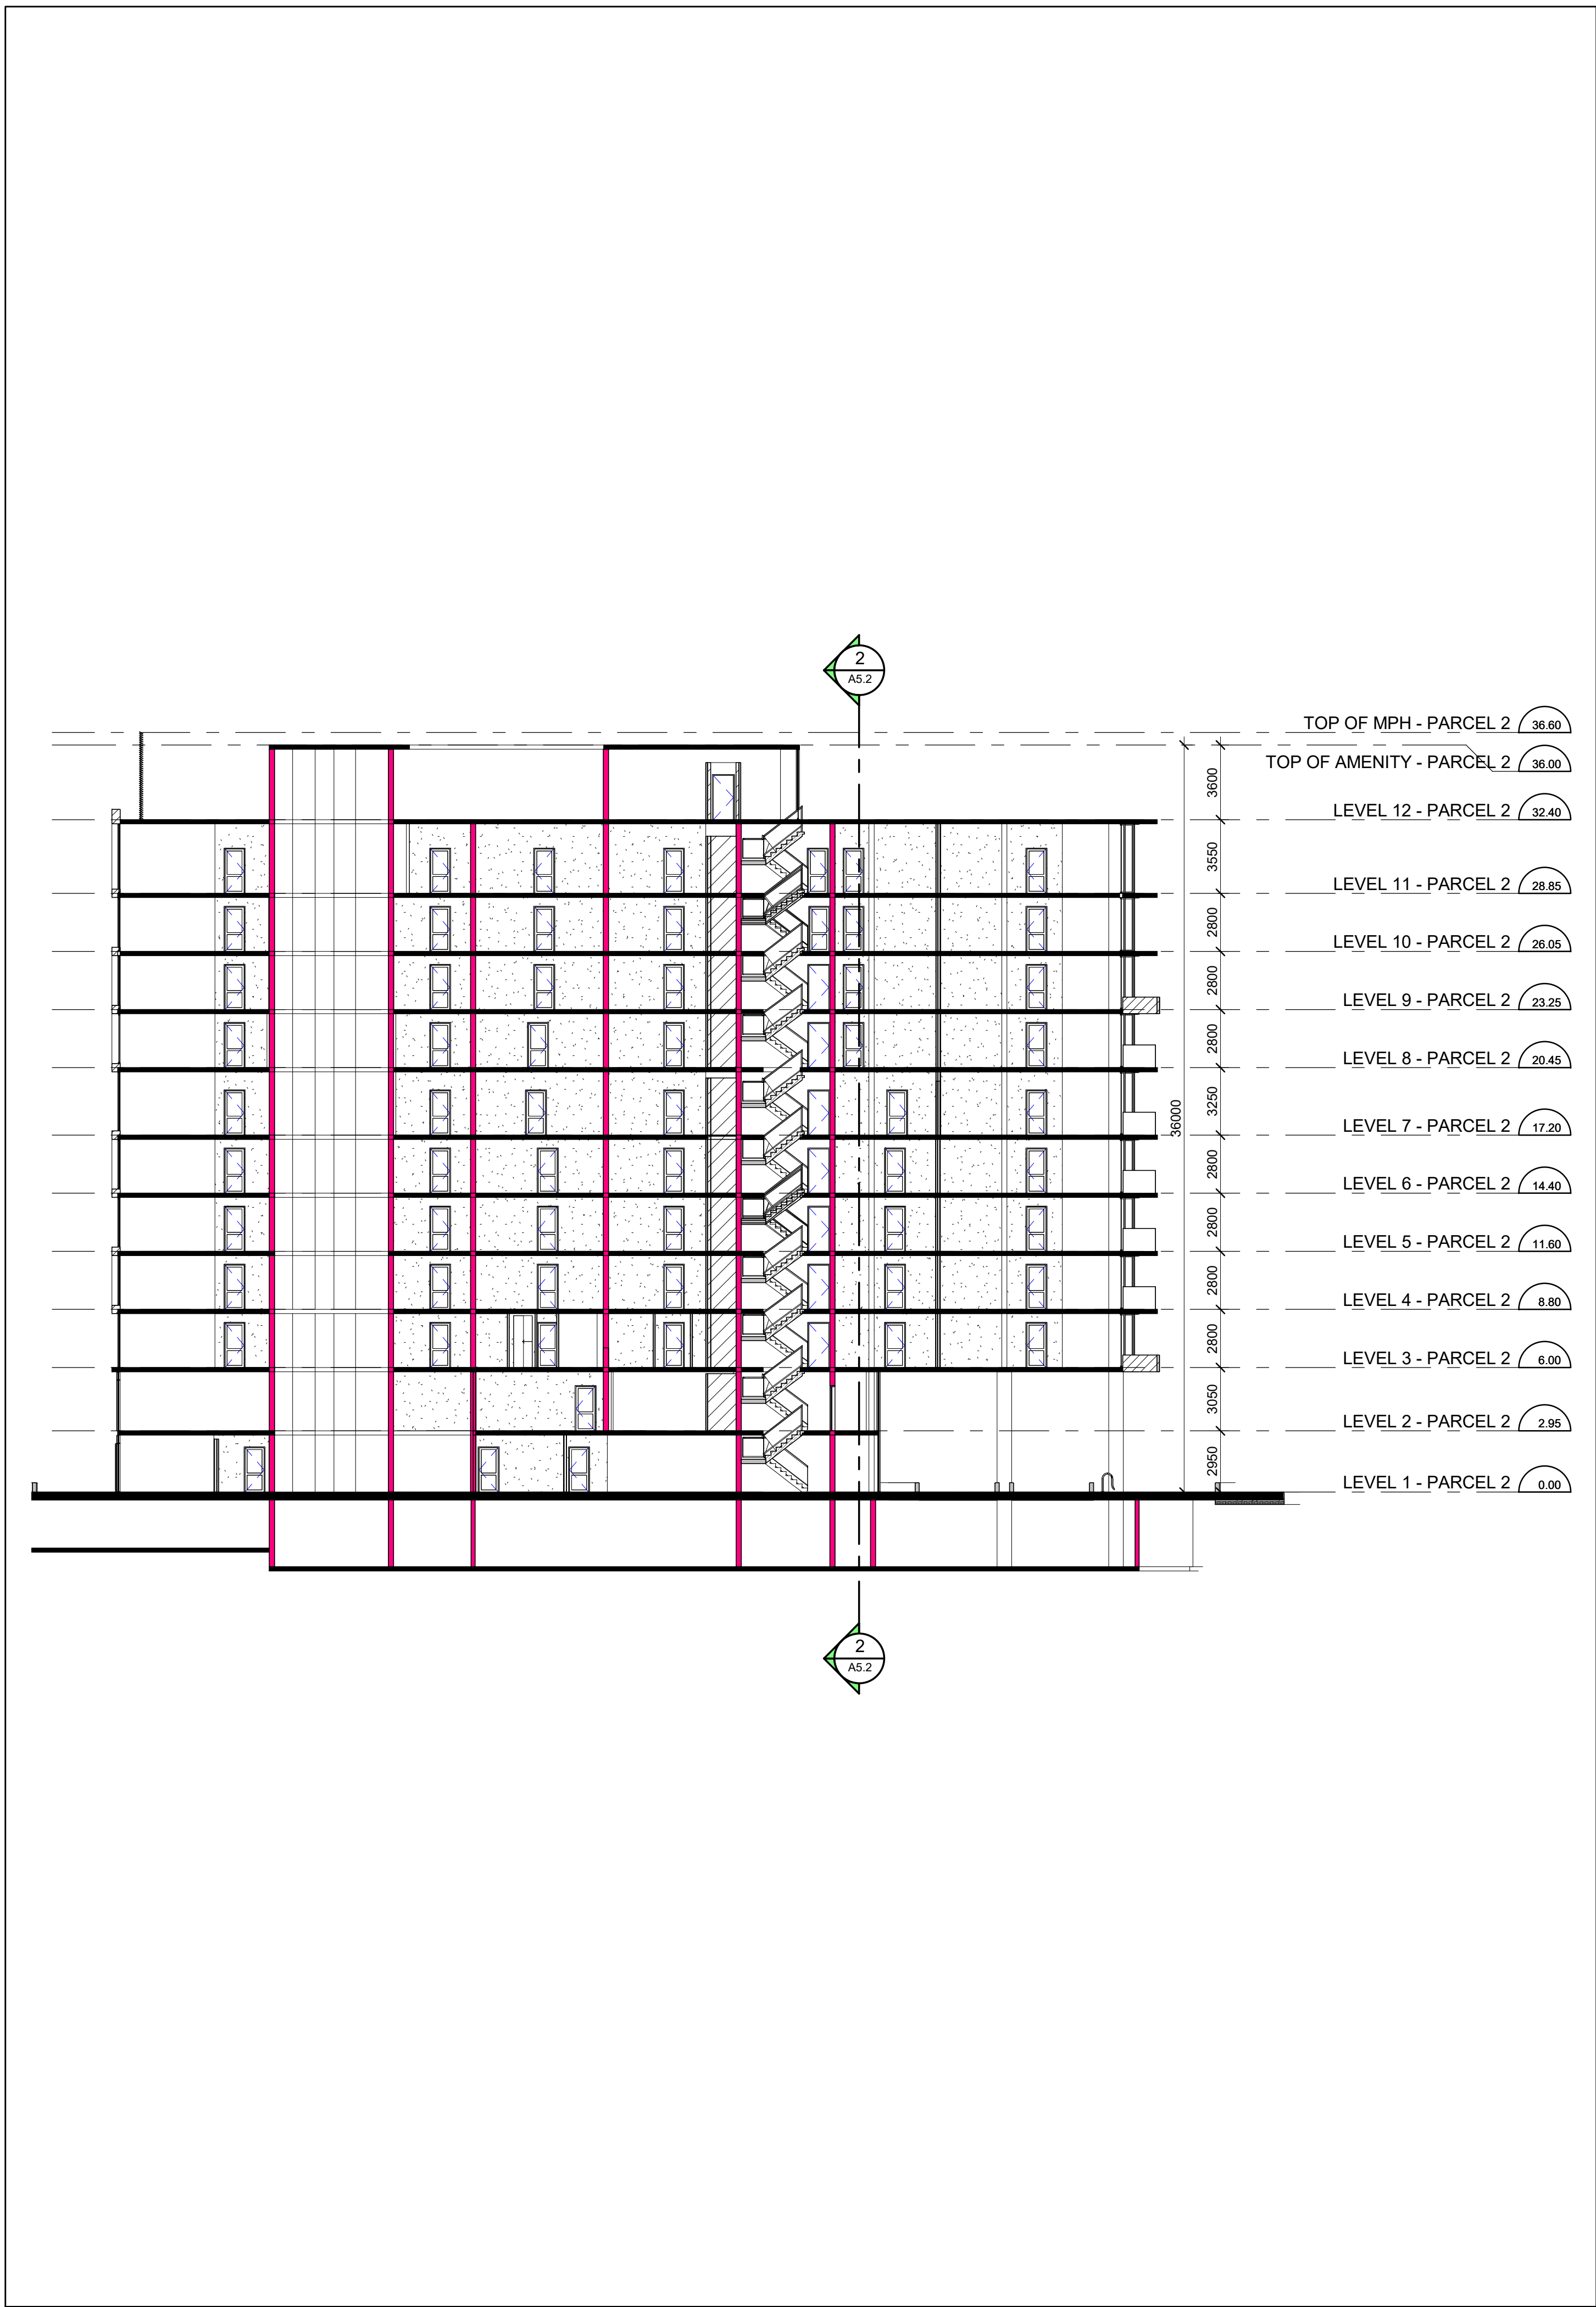 2
A5.2
TOP OF MPH - PARCEL 2 36.60
TOP OF AMENITY - PARCEL 2 36.00
3600
LEVEL 12 - PARCEL 2 32.40
3550
LEVEL 11 - PARCEL 2 28.85
2800
LEVEL 10 - PARCEL 2 26.05
2800
LEVEL 9 - PARCEL 2 23.25
2800
LEVEL 8 - PARCEL 2 20.45
3250
36000
LEVEL 7 - PARCEL 2 17.20
2800
LEVEL 6 - PARCEL 2 14.40
2800
LEVEL 5 - PARCEL 2 11.60
2800
LEVEL 4 - PARCEL 2 8.80
2800
LEVEL 3 - PARCEL 2 6.00
3050
LEVEL 2 - PARCEL 2 2.95
2950
LEVEL 1 - PARCEL 2 0.00
2
A5.2